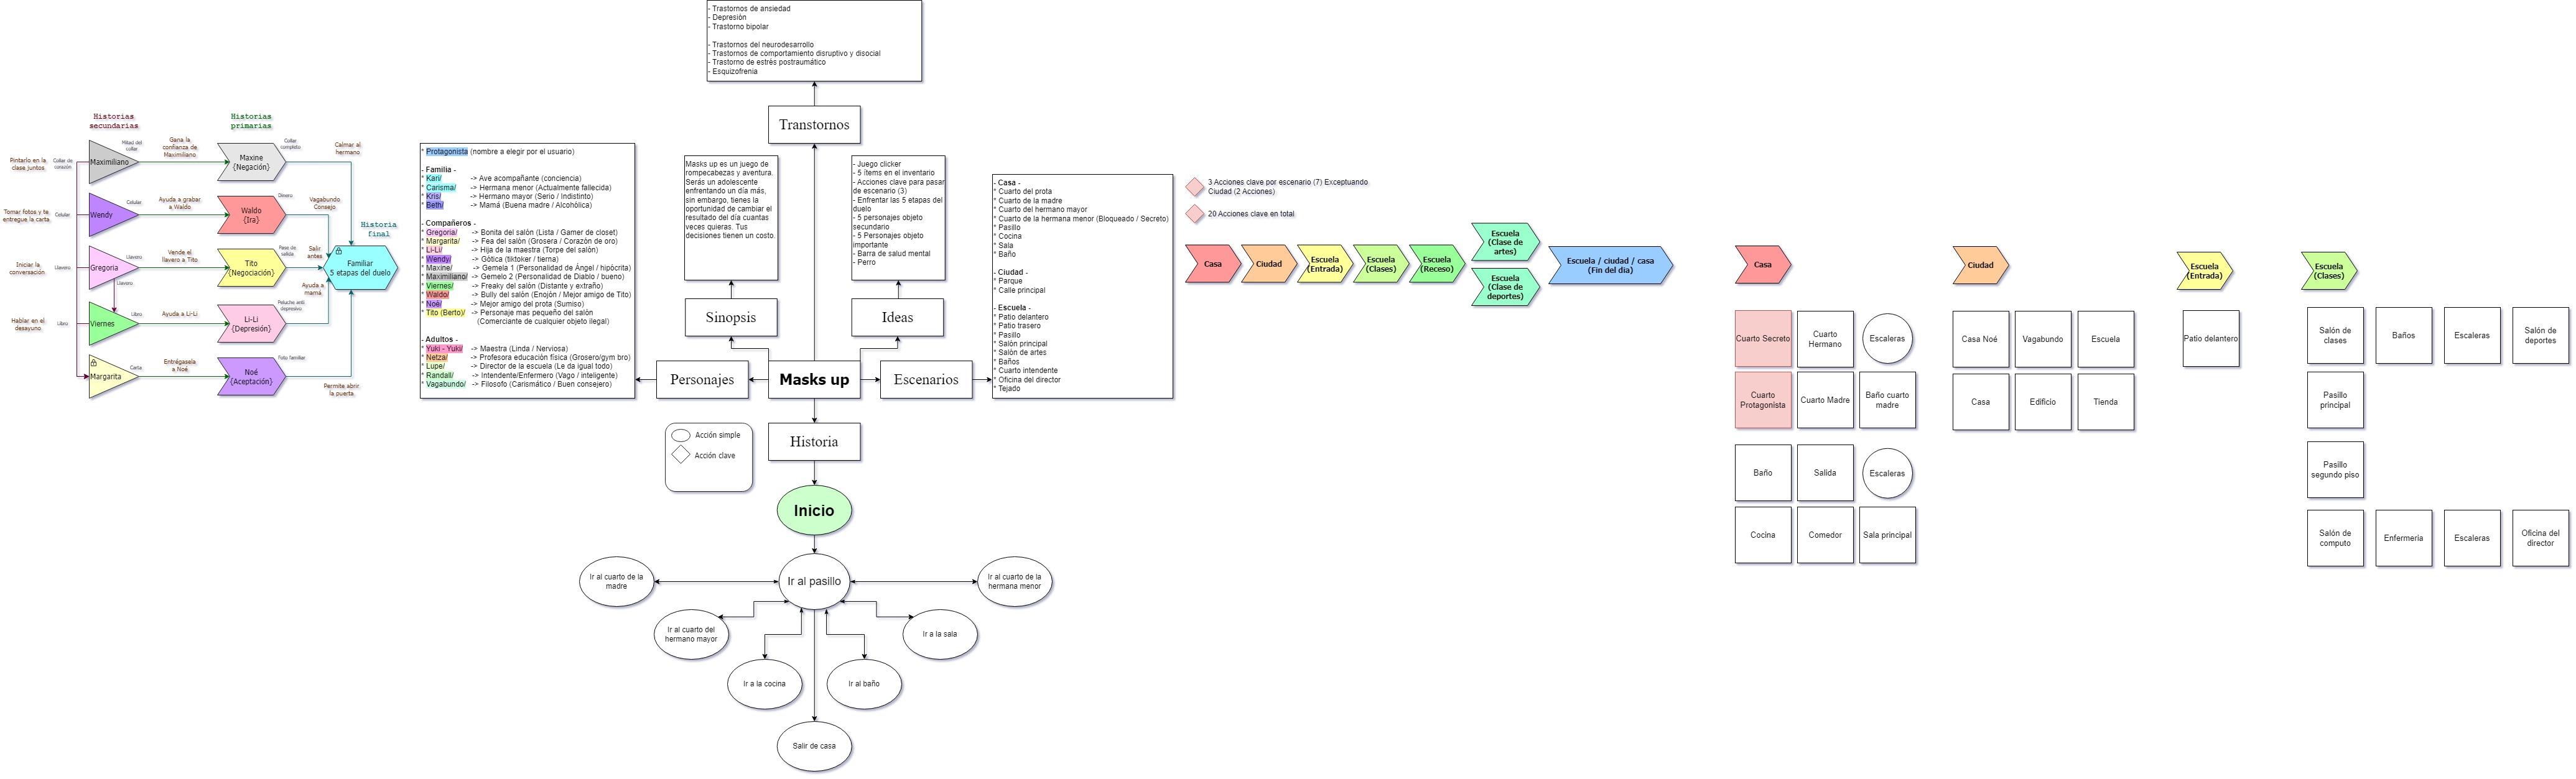 - Trastornos de ansiedad
- Depresión
- Trastorno bipolar
- Trastornos del neurodesarrollo
- Trastornos de comportamiento disruptivo y disocial
- Trastorno de estrés postraumático
- Esquizofrenia
Transtornos
Historias
secundarias
Historias
primarias
Pintarlo en la
clase juntos.
Collar de
corazón.
Maximiliano
Mitad del
collar
Gana la
confianza de
Maximiliano.
Maxine
{Negación}
Collar
completo.
Calmar al
hermano.
Tomar fotos y te
entregue la carta.
Celular.
Wendy
Celular.
Ayuda a grabar
a Waldo.
Waldo
{Ira}
Dinero.
Vagabundo
Consejo.
Historia
final
Iniciar la
conversación.
Llavero
Gregoria
Llavero
Vende el
llavero a Tito.
Tito
{Negociación}
Pase de
salida.
Salir
antes.
Familiar
5 etapas del duelo
Llavero
Hablar en el
desayuno.
Libro
Viernes
Libro.
Ayuda a Li-Li
Li-Li
{Depresión}
Peluche anti
depresivo
Ayuda a
mamá.
Margarita
Carta
Entrégasela
a Noé.
Noé
{Aceptación}
Foto familiar.
Permite abrir
la puerta.
* Protagonista (nombre a elegir por el usuario)
- Familia -
* Kari/ -> Ave acompañante (conciencia)
* Carisma/ -> Hermana menor (Actualmente fallecida)
* Kris/ -> Hermano mayor (Serio / Indistinto)
* Beth/ -> Mamá (Buena madre / Alcohólica)
- Compañeros -
* Gregoria/ -> Bonita del salón (Lista / Gamer de closet)
* Margarita/ -> Fea del salón (Grosera / Corazón de oro)
* Li-Li/ -> Hija de la maestra (Torpe del salón)
* Wendy/ -> Gótica (tiktoker / tierna)
* Maxine/ -> Gemela 1 (Personalidad de Ángel / hipócrita)
* Maximiliano/ -> Gemelo 2 (Personalidad de Diablo / bueno)
* Viernes/ -> Freaky del salón (Distante y extraño)
* Waldo/ -> Bully del salón (Enojón / Mejor amigo de Tito)
* Noé/ -> Mejor amigo del prota (Sumiso)
* Tito (Berto)/ -> Personaje mas pequeño del salón
(Comerciante de cualquier objeto ilegal)
- Adultos -
* Yuki - Yuki/ -> Maestra (Linda / Nerviosa)
* Netza/ -> Profesora educación física (Grosero/gym bro)
* Lupe/ -> Director de la escuela (Le da igual todo)
* Randall/ -> Intendente/Enfermero (Vago / inteligente)
* Vagabundo/ -> Filosofo (Carismático / Buen consejero)
Masks up es un juego de
rompecabezas y aventura.
Serás un adolescente
enfrentando un día más,
sin embargo, tienes la
oportunidad de cambiar el
resultado del día cuantas
veces quieras. Tus
decisiones tienen un costo.
Sinopsis
- Juego clicker
- 5 ítems en el inventario
- Acciones clave para pasar
de escenario (3)
- Enfrentar las 5 etapas del
duelo
- 5 personajes objeto
secundario
- 5 Personajes objeto
importante
- Barra de salud mental
- Perro
Ideas
Personajes
Masks up
Escenarios
- Casa -
* Cuarto del prota
* Cuarto de la madre
* Cuarto del hermano mayor
* Cuarto de la hermana menor (Bloqueado / Secreto)
* Pasillo
* Cocina
* Sala
* Baño
- Ciudad -
* Parque
* Calle principal
- Escuela -
* Patio delantero
* Patio trasero
* Pasillo
* Salón principal
* Salón de artes
* Baños
* Cuarto intendente
* Oficina del director
* Tejado
Acción simple
Acción clave
Historia
Inicio
Ir al pasillo
Ir al cuarto de la
madre
Ir al cuarto de la
hermana menor
Ir al cuarto del
hermano mayor
Ir a la sala
Ir a la cocina
Ir al baño
Salir de casa
3 Acciones clave por escenario (7) Exceptuando
Ciudad (2 Acciones)
20 Acciones clave en total
Casa
Ciudad
Escuela
(Entrada)
Escuela
(Clases)
Escuela
(Receso)
Escuela
(Clase de
artes)
Escuela
(Clase de
deportes)
Escuela / ciudad / casa
(Fin del día)
Casa
Cuarto Secreto
Cuarto
Hermano
Escaleras
Cuarto
Protagonista
Cuarto Madre
Baño cuarto
madre
Baño
Salida
Escaleras
Cocina
Comedor
Sala principal
Ciudad
Casa Noé
Vagabundo
Escuela
Casa
Edificio
Tienda
Escuela
(Entrada)
Patio delantero
Escuela
(Clases)
Salón de
clases
Baños
Escaleras
Salón de
deportes
Pasillo
principal
Pasillo
segundo piso
Salón de
computo
Enfermería
Escaleras
Oficina del
director